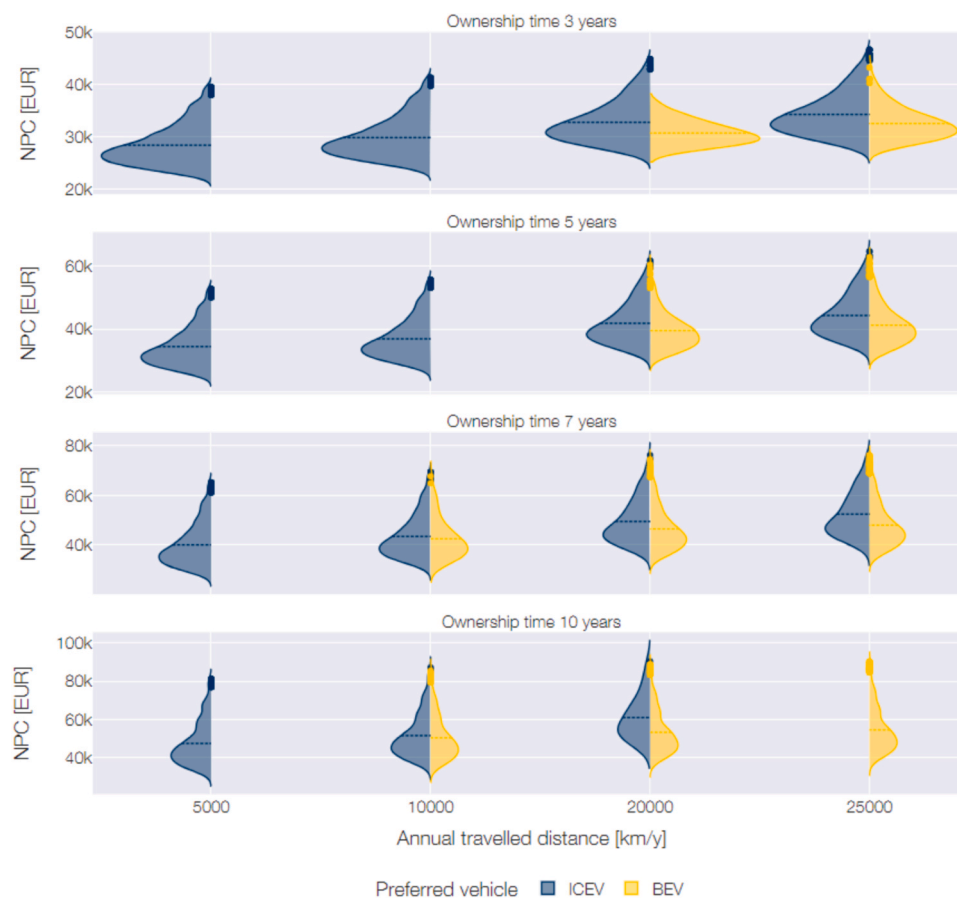 Ownership time 3 years
50k
40k
30k
20k
NPC [EUR]
Ownership time 5 years
60k
40k
20k
NPC [EUR]
Ownership time 7 years
80k
60k
40k
NPC [EUR]
Ownership time 10 years
100k
80k
60k
40k
NPC [EUR]
5000 10000 20000 25000
Annual travelled distance [km/y]
Preferred vehicle ICEV BEV